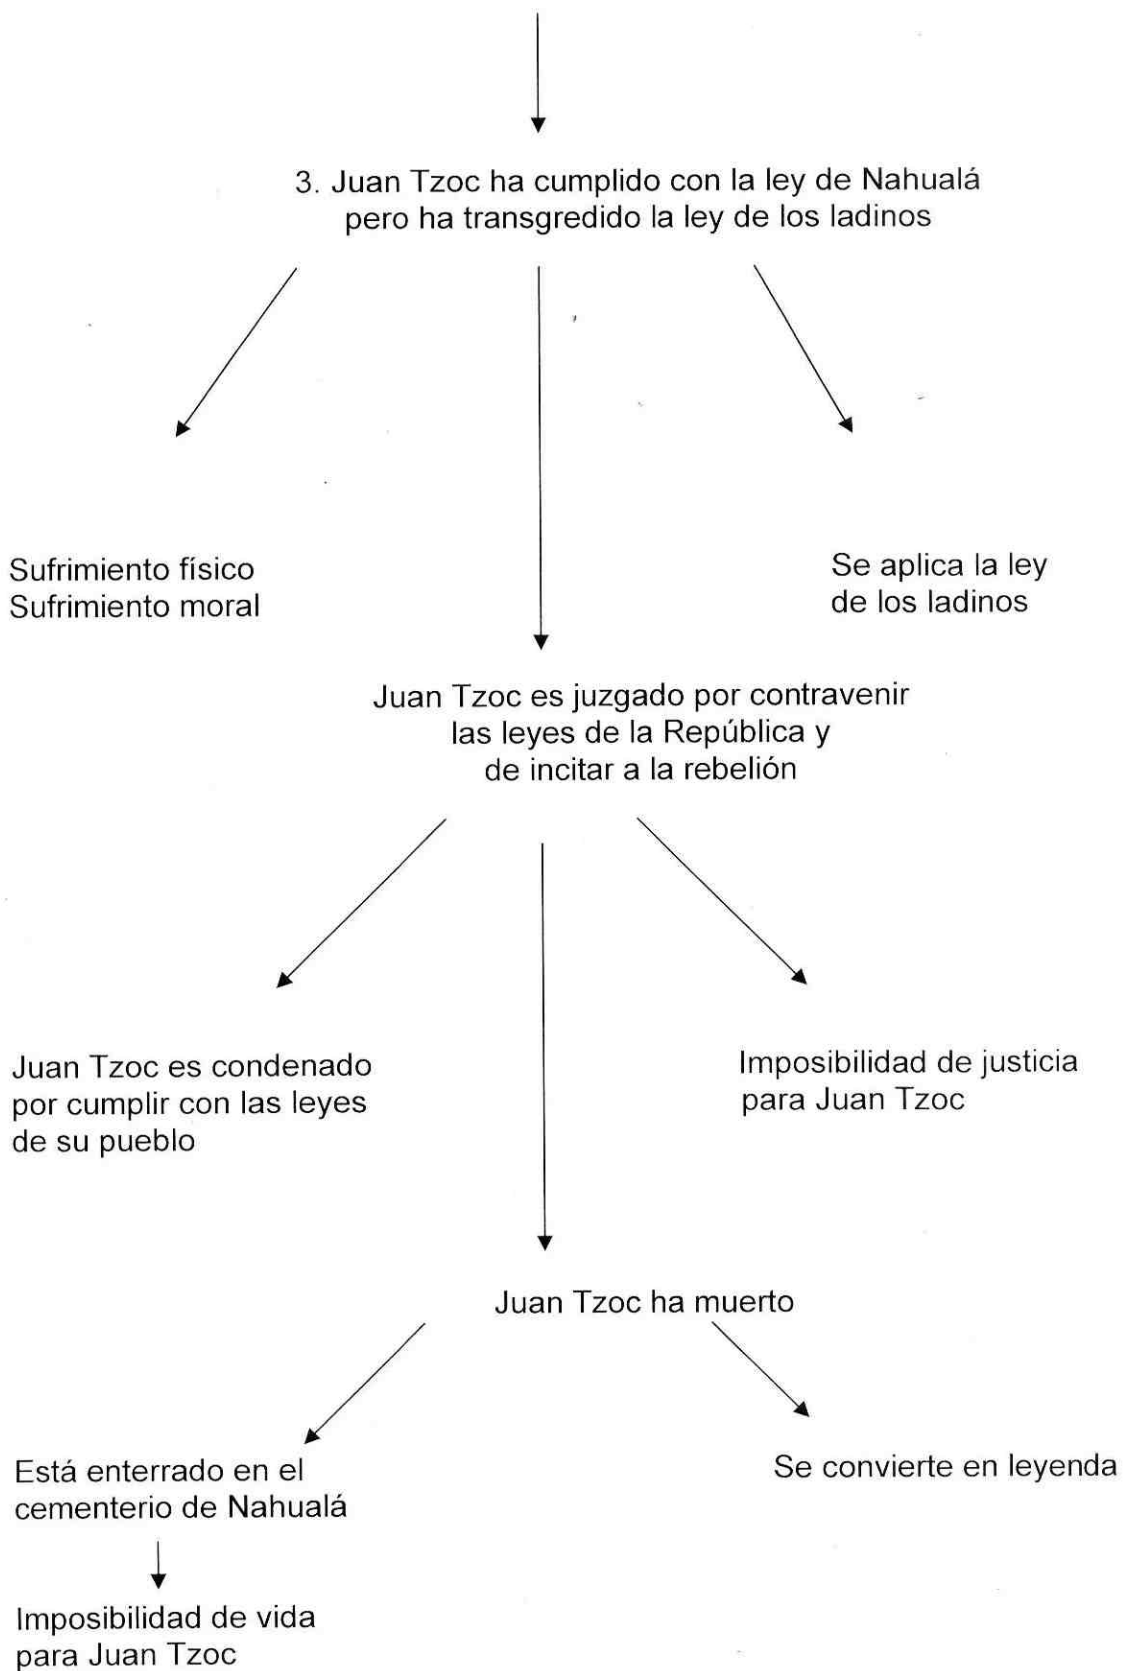 3. Juan Tzoc ha cumplido con la ley de Nahualá
pero ha transgredido la ley de los ladinos
Sufrimiento físico
Sufrimiento moral
Se aplica la ley
de los ladinos
Juan Tzoc es juzgado por contravenir
las leyes de la República y
de incitar a la rebelión
Juan Tzoc es condenado
por cumplir con las leyes
de su pueblo
Imposibilidad de justicia
para Juan Tzoc
Juan Tzoc ha muerto
Está enterrado en el
cementerio de Nahualá
Se convierte en leyenda
Imposibilidad de vida
para Juan Tzoc